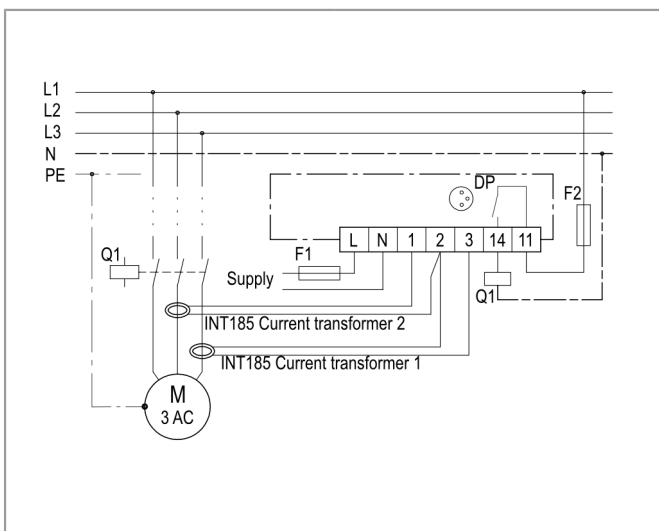 L1
L2
L3
N
PE
DP
F2
L N 1 2 3 14 11
Q1
F1
Supply
Q1
INT185 Current transformer 2
INT185 Current transformer 1
M
3 AC